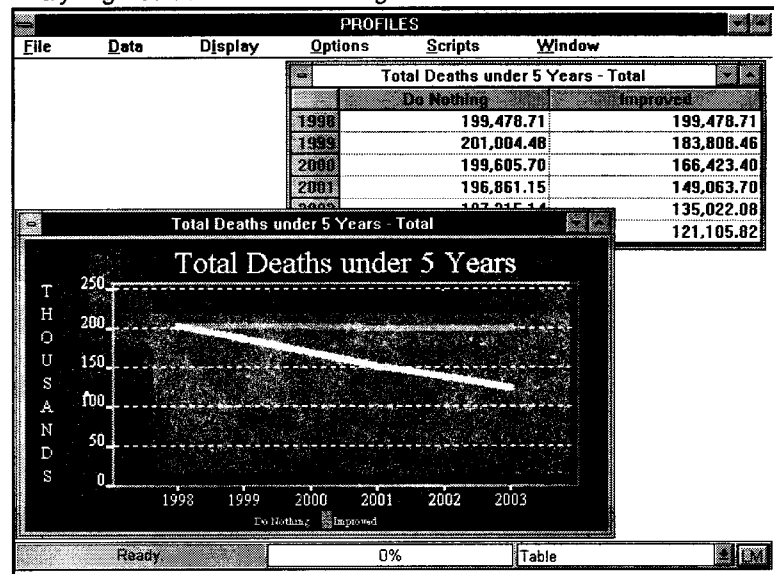 PROFILES
File Data Display Options Scripts Window
Total Deaths under 5 Years - Total
Do Nothing Improved
1998 199,478.71 199,478.71
1999 201,004.48 183,808.46
2000 199,605.70 166,423.40
2001 196,861.15 149,063.70
135,022.08
121,105.82
Total Deaths under 5 Years - Total
Total Deaths under 5 Years
THOUSANDS
250
200
150
100
50
0
1998 1999 2000 2001 2002 2003
Do Nothing Improved
Ready 0% Table LM